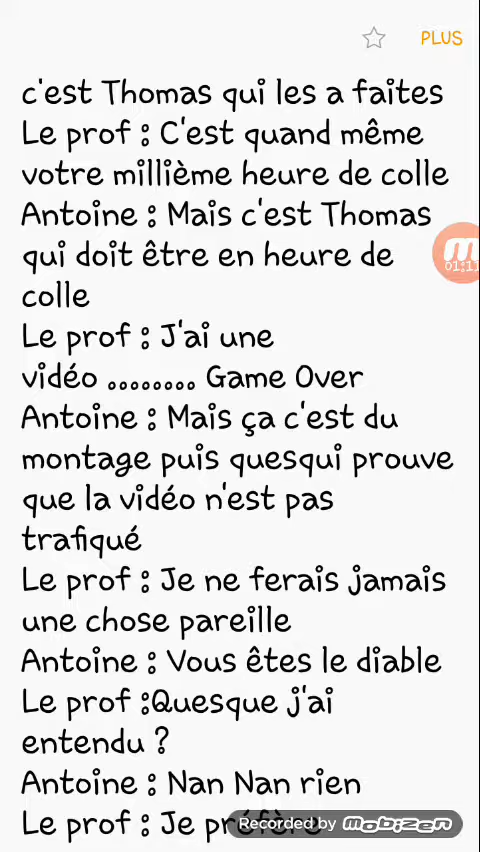 PLUS
c'est Thomas qui les a faites
Le prof : C'est quand même
votre millième heure de colle
Antoine : Mais c'est Thomas
qui doit être en heure de
colle
Le prof : J'ai une
vidéo ........ Game Over
Antoine : Mais ça c'est du
montage puis quesqui prouve
que la vidéo n'est pas
trafiqué
Le prof : Je ne ferais jamais
une chose pareille
Antoine : Vous êtes le diable
Le prof :Quesque j'ai
entendu ?
Antoine : Nan Nan rien
Le prof : Je préfère
Recorded by mobizen